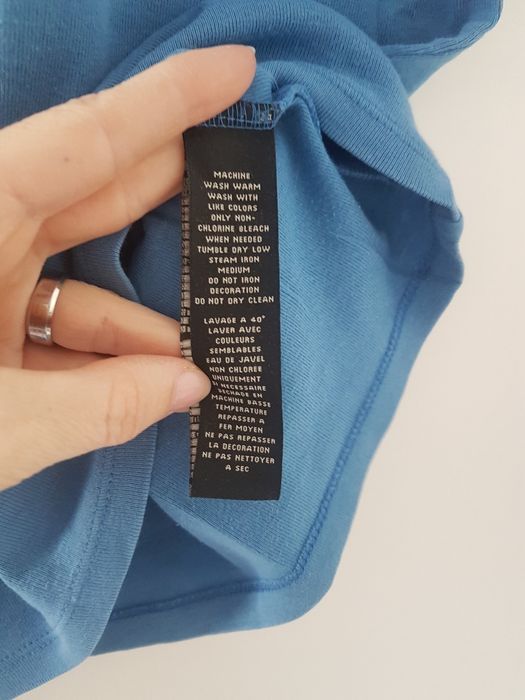 MACHINE
WASH WARM
WASH WITH
LIKE COLORS
ONLY NON-
CHLORINE BLEACH
WHEN NEEDED
TUMBLE DRY LOW
STEAM IRON
MEDIUM
DO NOT IRON
DECORATION
DO NOT DRY CLEAN
LAVAGE A 40°
LAVER AVEC
COULEURS
SEMBLABLES
EAU DE JAVEL
NON CHLOREE
UNIQUEMENT
SI NECESSAIRE
SECHAGE EN
MACHINE BASSE
TEMPERATURE
REPASSER A
FER MOYEN
NE PAS REPASSER
LA DECORATION
NE PAS NETTOYER
A SEC